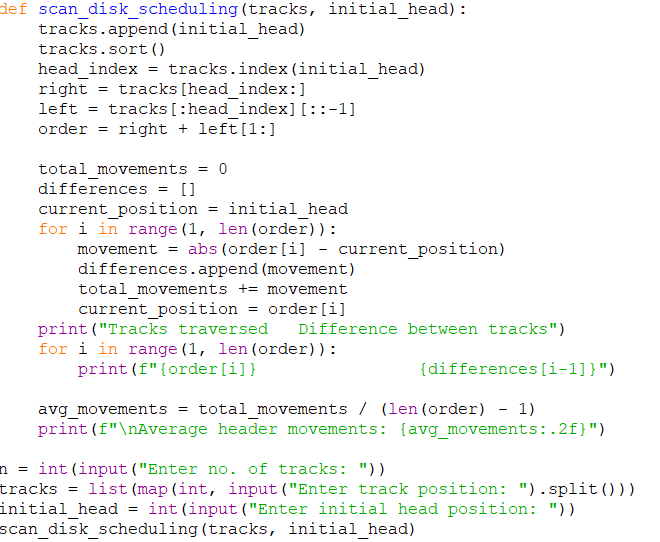 def scan_disk_scheduling(tracks, initial_head):
    tracks.append(initial_head)
    tracks.sort()
    head_index = tracks.index(initial_head)
    right = tracks[head_index:]
    left = tracks[:head_index][::-1]
    order = right + left[1:]

    total_movements = 0
    differences = []
    current_position = initial_head
    for i in range(1, len(order)):
        movement = abs(order[i] - current_position)
        differences.append(movement)
        total_movements += movement
        current_position = order[i]
    print("Tracks traversed   Difference between tracks")
    for i in range(1, len(order)):
        print(f"{order[i]}                {differences[i-1]}")

    avg_movements = total_movements / (len(order) - 1)
    print(f"\nAverage header movements: {avg_movements:.2f}")

n = int(input("Enter no. of tracks: "))
tracks = list(map(int, input("Enter track position: ").split()))
initial_head = int(input("Enter initial head position: "))
scan_disk_scheduling(tracks, initial_head)